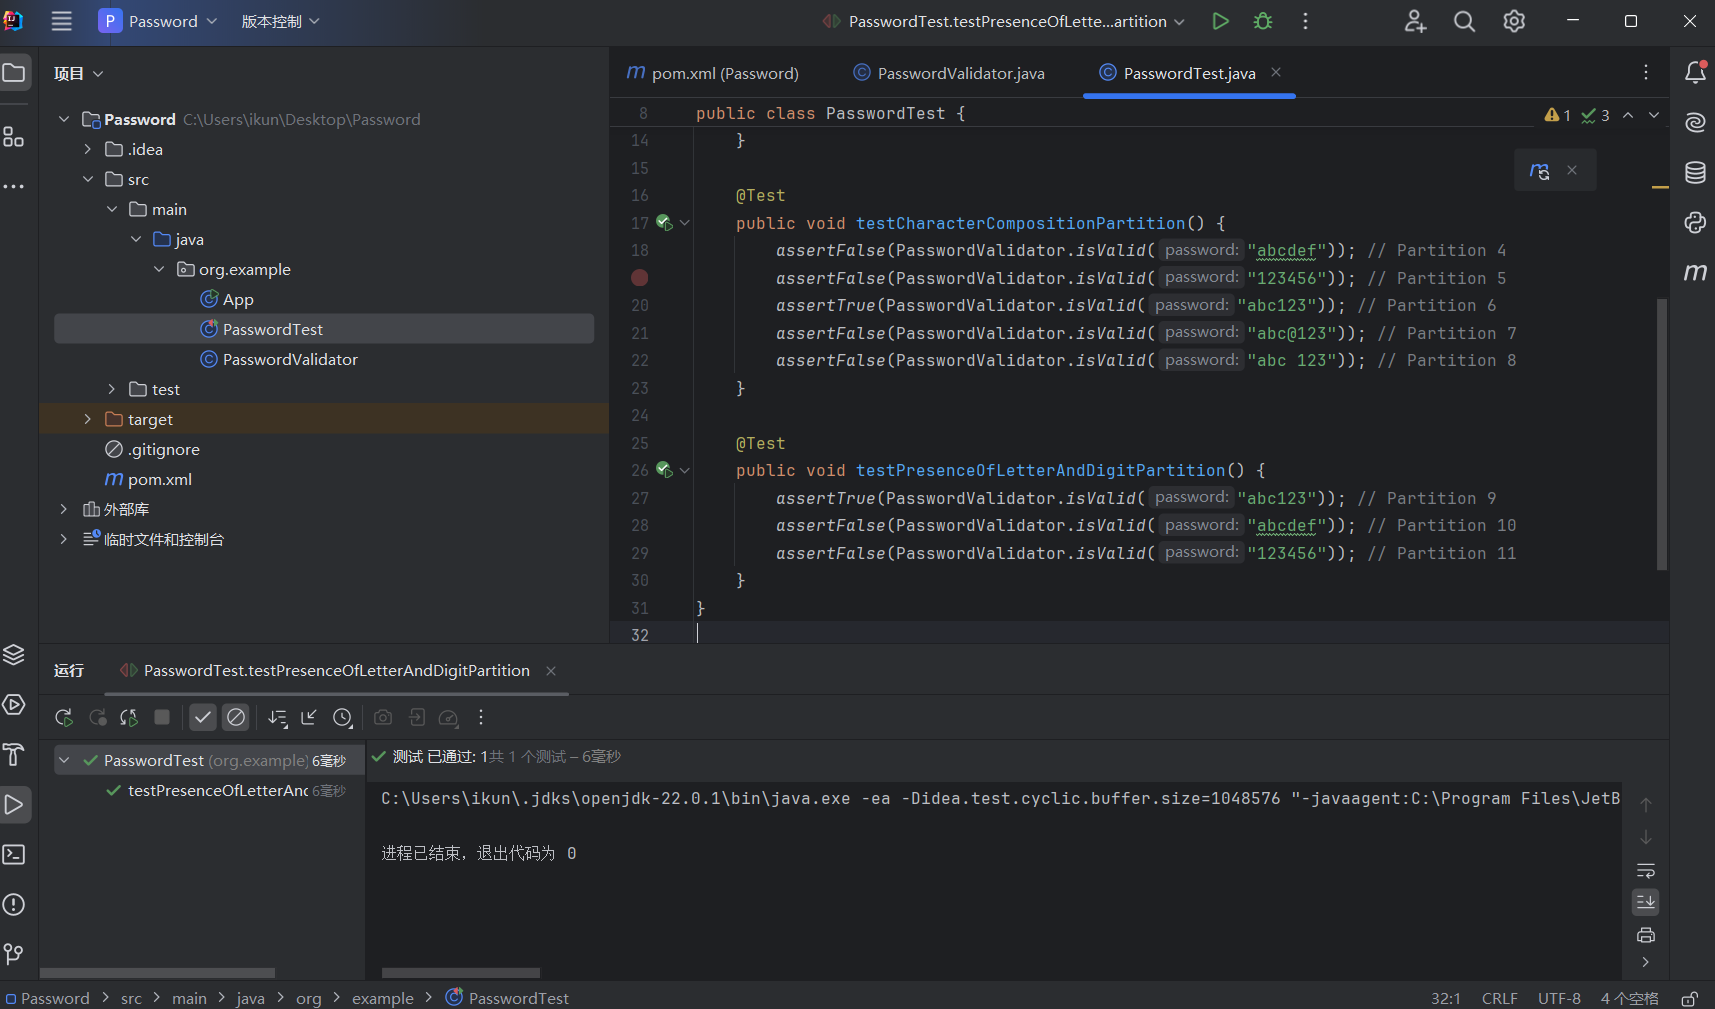 P Password 版本控制 PasswordTest.testPresenceOfLette...artition
项目
Password C:\Users\ikun\Desktop\Password
.idea
src
main
java
org.example
App
PasswordTest
PasswordValidator
test
target
.gitignore
m pom.xml
外部库
临时文件和控制台
m pom.xml (Password) PasswordValidator.java PasswordTest.java
8 public class PasswordTest { 1 3
14 }
15
16 @Test
17 public void testCharacterCompositionPartition() {
18 assertFalse(PasswordValidator.isValid( password: "abcdef")); // Partition 4
assertFalse(PasswordValidator.isValid( password: "123456")); // Partition 5
20 assertTrue(PasswordValidator.isValid( password: "abc123")); // Partition 6
21 assertFalse(PasswordValidator.isValid( password: "abc@123")); // Partition 7
22 assertFalse(PasswordValidator.isValid( password: "abc 123")); // Partition 8
23 }
24
25 @Test
26 public void testPresenceOfLetterAndDigitPartition() {
27 assertTrue(PasswordValidator.isValid( password: "abc123")); // Partition 9
28 assertFalse(PasswordValidator.isValid( password: "abcdef")); // Partition 10
29 assertFalse(PasswordValidator.isValid( password: "123456")); // Partition 11
30 }
31 }
32
运行 PasswordTest.testPresenceOfLetterAndDigitPartition
PasswordTest (org.example) 6毫秒
testPresenceOfLetterAnc 6毫秒
测试 已通过: 1共 1 个测试 – 6毫秒
C:\Users\ikun\.jdks\openjdk-22.0.1\bin\java.exe -ea -Didea.test.cyclic.buffer.size=1048576 "-javaagent:C:\Program Files\JetB
进程已结束，退出代码为 0
Password > src > main > java > org > example > PasswordTest 32:1 CRLF UTF-8 4 个空格